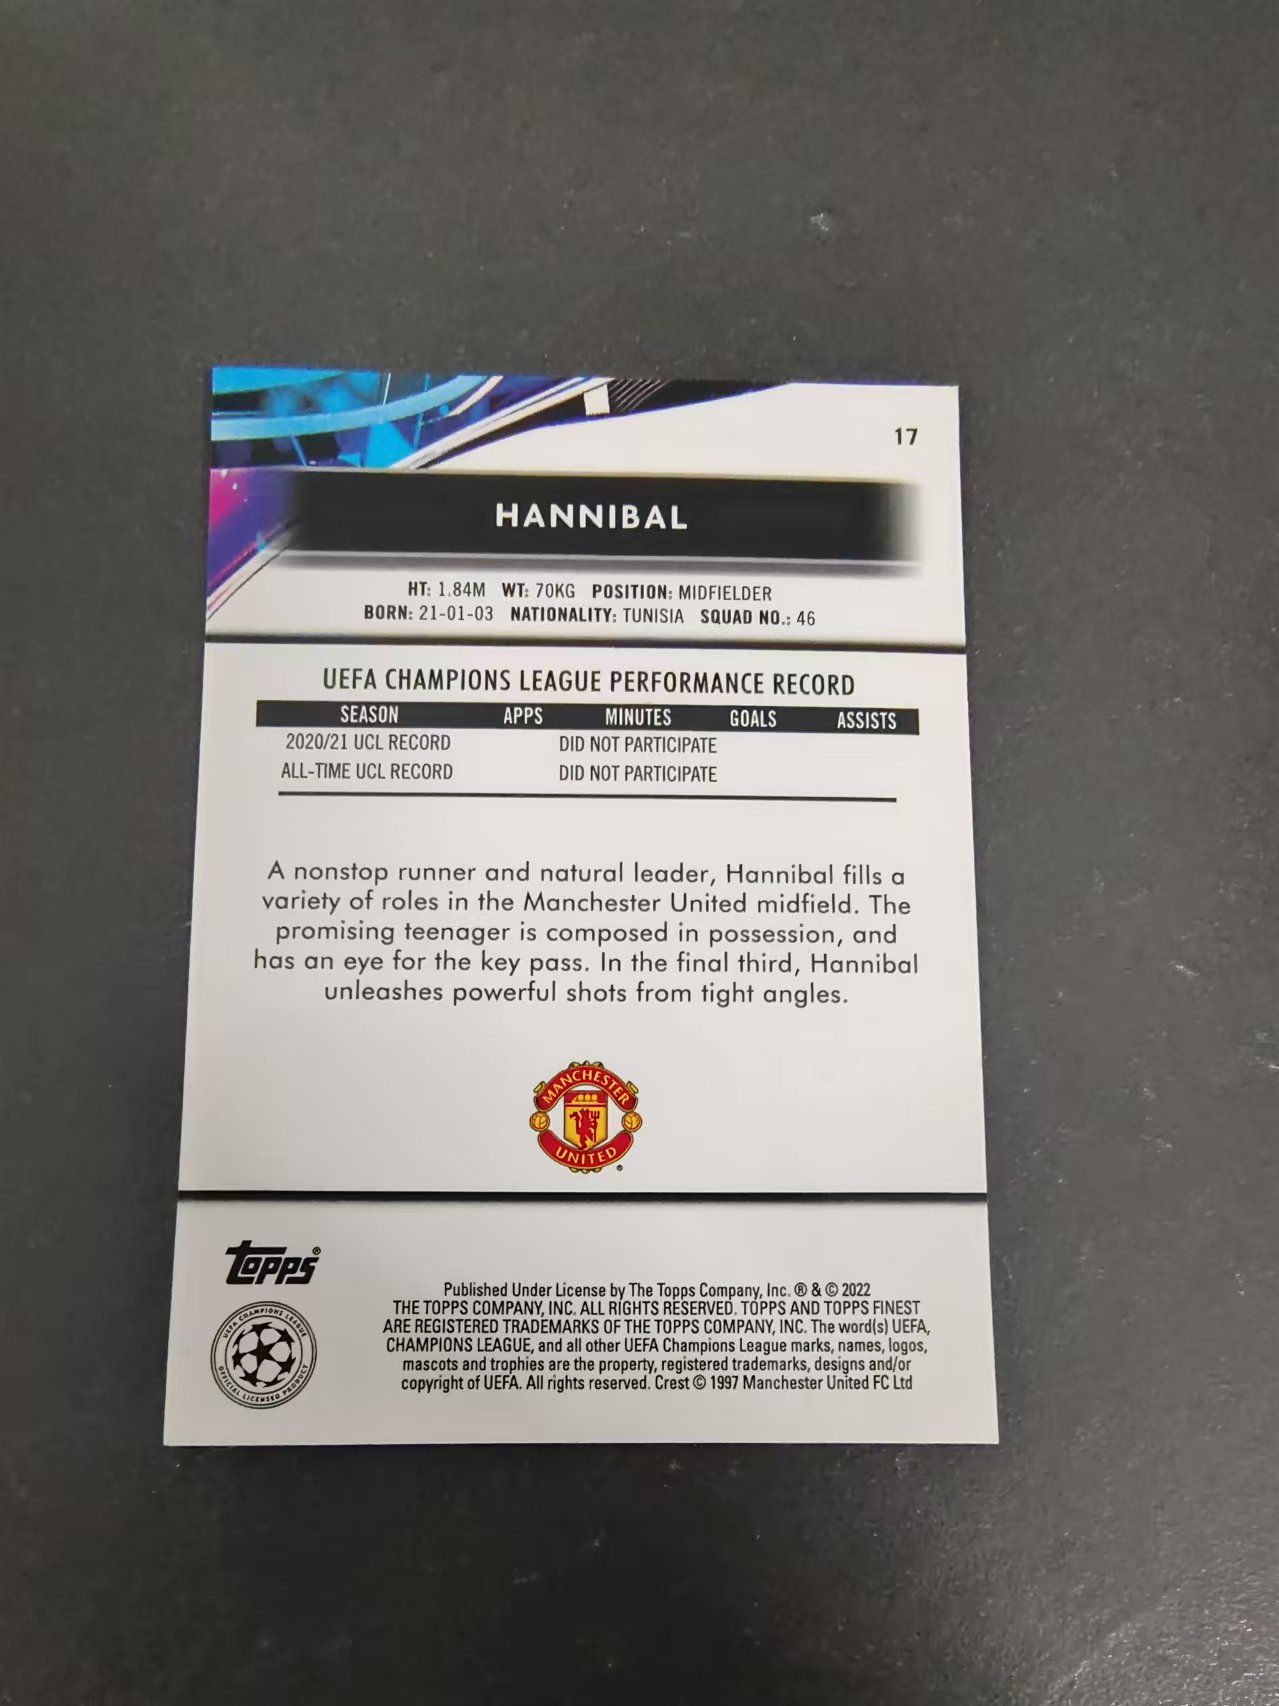 17
HANNIBAL
HT: 1.84M WT: 70KG POSITION: MIDFIELDER
BORN: 21-01-03 NATIONALITY: TUNISIA SQUAD NO.: 46
UEFA CHAMPIONS LEAGUE PERFORMANCE RECORD
SEASON APPS MINUTES GOALS ASSISTS
2020/21 UCL RECORD DID NOT PARTICIPATE
ALL-TIME UCL RECORD DID NOT PARTICIPATE
A nonstop runner and natural leader, Hannibal fills a
variety of roles in the Manchester United midfield. The
promising teenager is composed in possession, and
has an eye for the key pass. In the final third, Hannibal
unleashes powerful shots from tight angles.
MANCHESTER
UNITED
®
Topps®
UEFA CHAMPIONS LEAGUE
OFFICIAL LICENSED PRODUCT
Published Under License by The Topps Company, Inc. ® & © 2022
THE TOPPS COMPANY, INC. ALL RIGHTS RESERVED. TOPPS AND TOPPS FINEST
ARE REGISTERED TRADEMARKS OF THE TOPPS COMPANY, INC. The word(s) UEFA,
CHAMPIONS LEAGUE, and all other UEFA Champions League marks, names, logos,
mascots and trophies are the property, registered trademarks, designs and/or
copyright of UEFA. All rights reserved. Crest © 1997 Manchester United FC Ltd